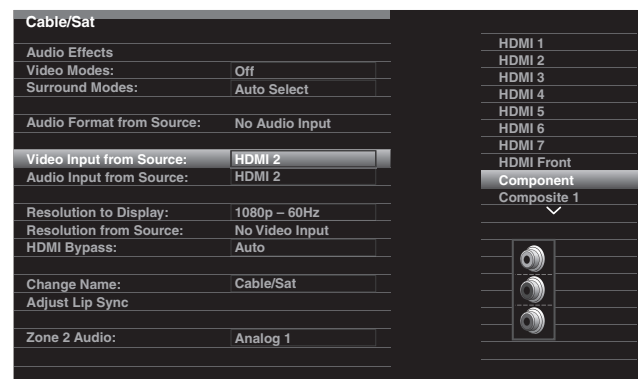 Cable/Sat
Audio Effects
Video Modes: Off
Surround Modes: Auto Select
Audio Format from Source: No Audio Input
Video Input from Source: HDMI 2
Audio Input from Source: HDMI 2
Resolution to Display: 1080p – 60Hz
Resolution from Source: No Video Input
HDMI Bypass: Auto
Change Name: Cable/Sat
Adjust Lip Sync
Zone 2 Audio: Analog 1
HDMI 1
HDMI 2
HDMI 3
HDMI 4
HDMI 5
HDMI 6
HDMI 7
HDMI Front
Component
Composite 1